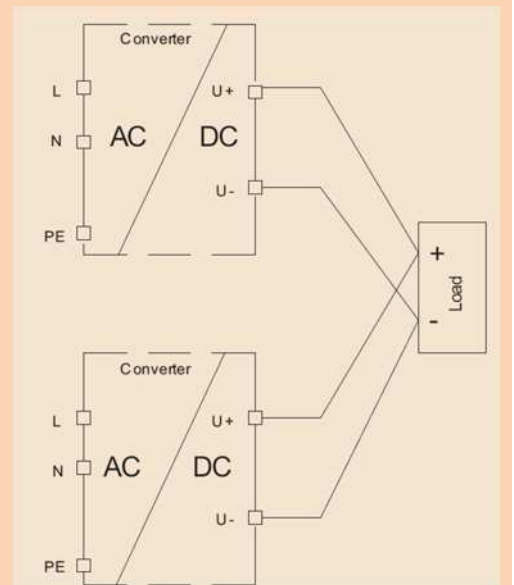 Converter
L
U+
N
AC
DC
U-
PE
+
-
Load
Converter
L
U+
N
AC
DC
U-
PE